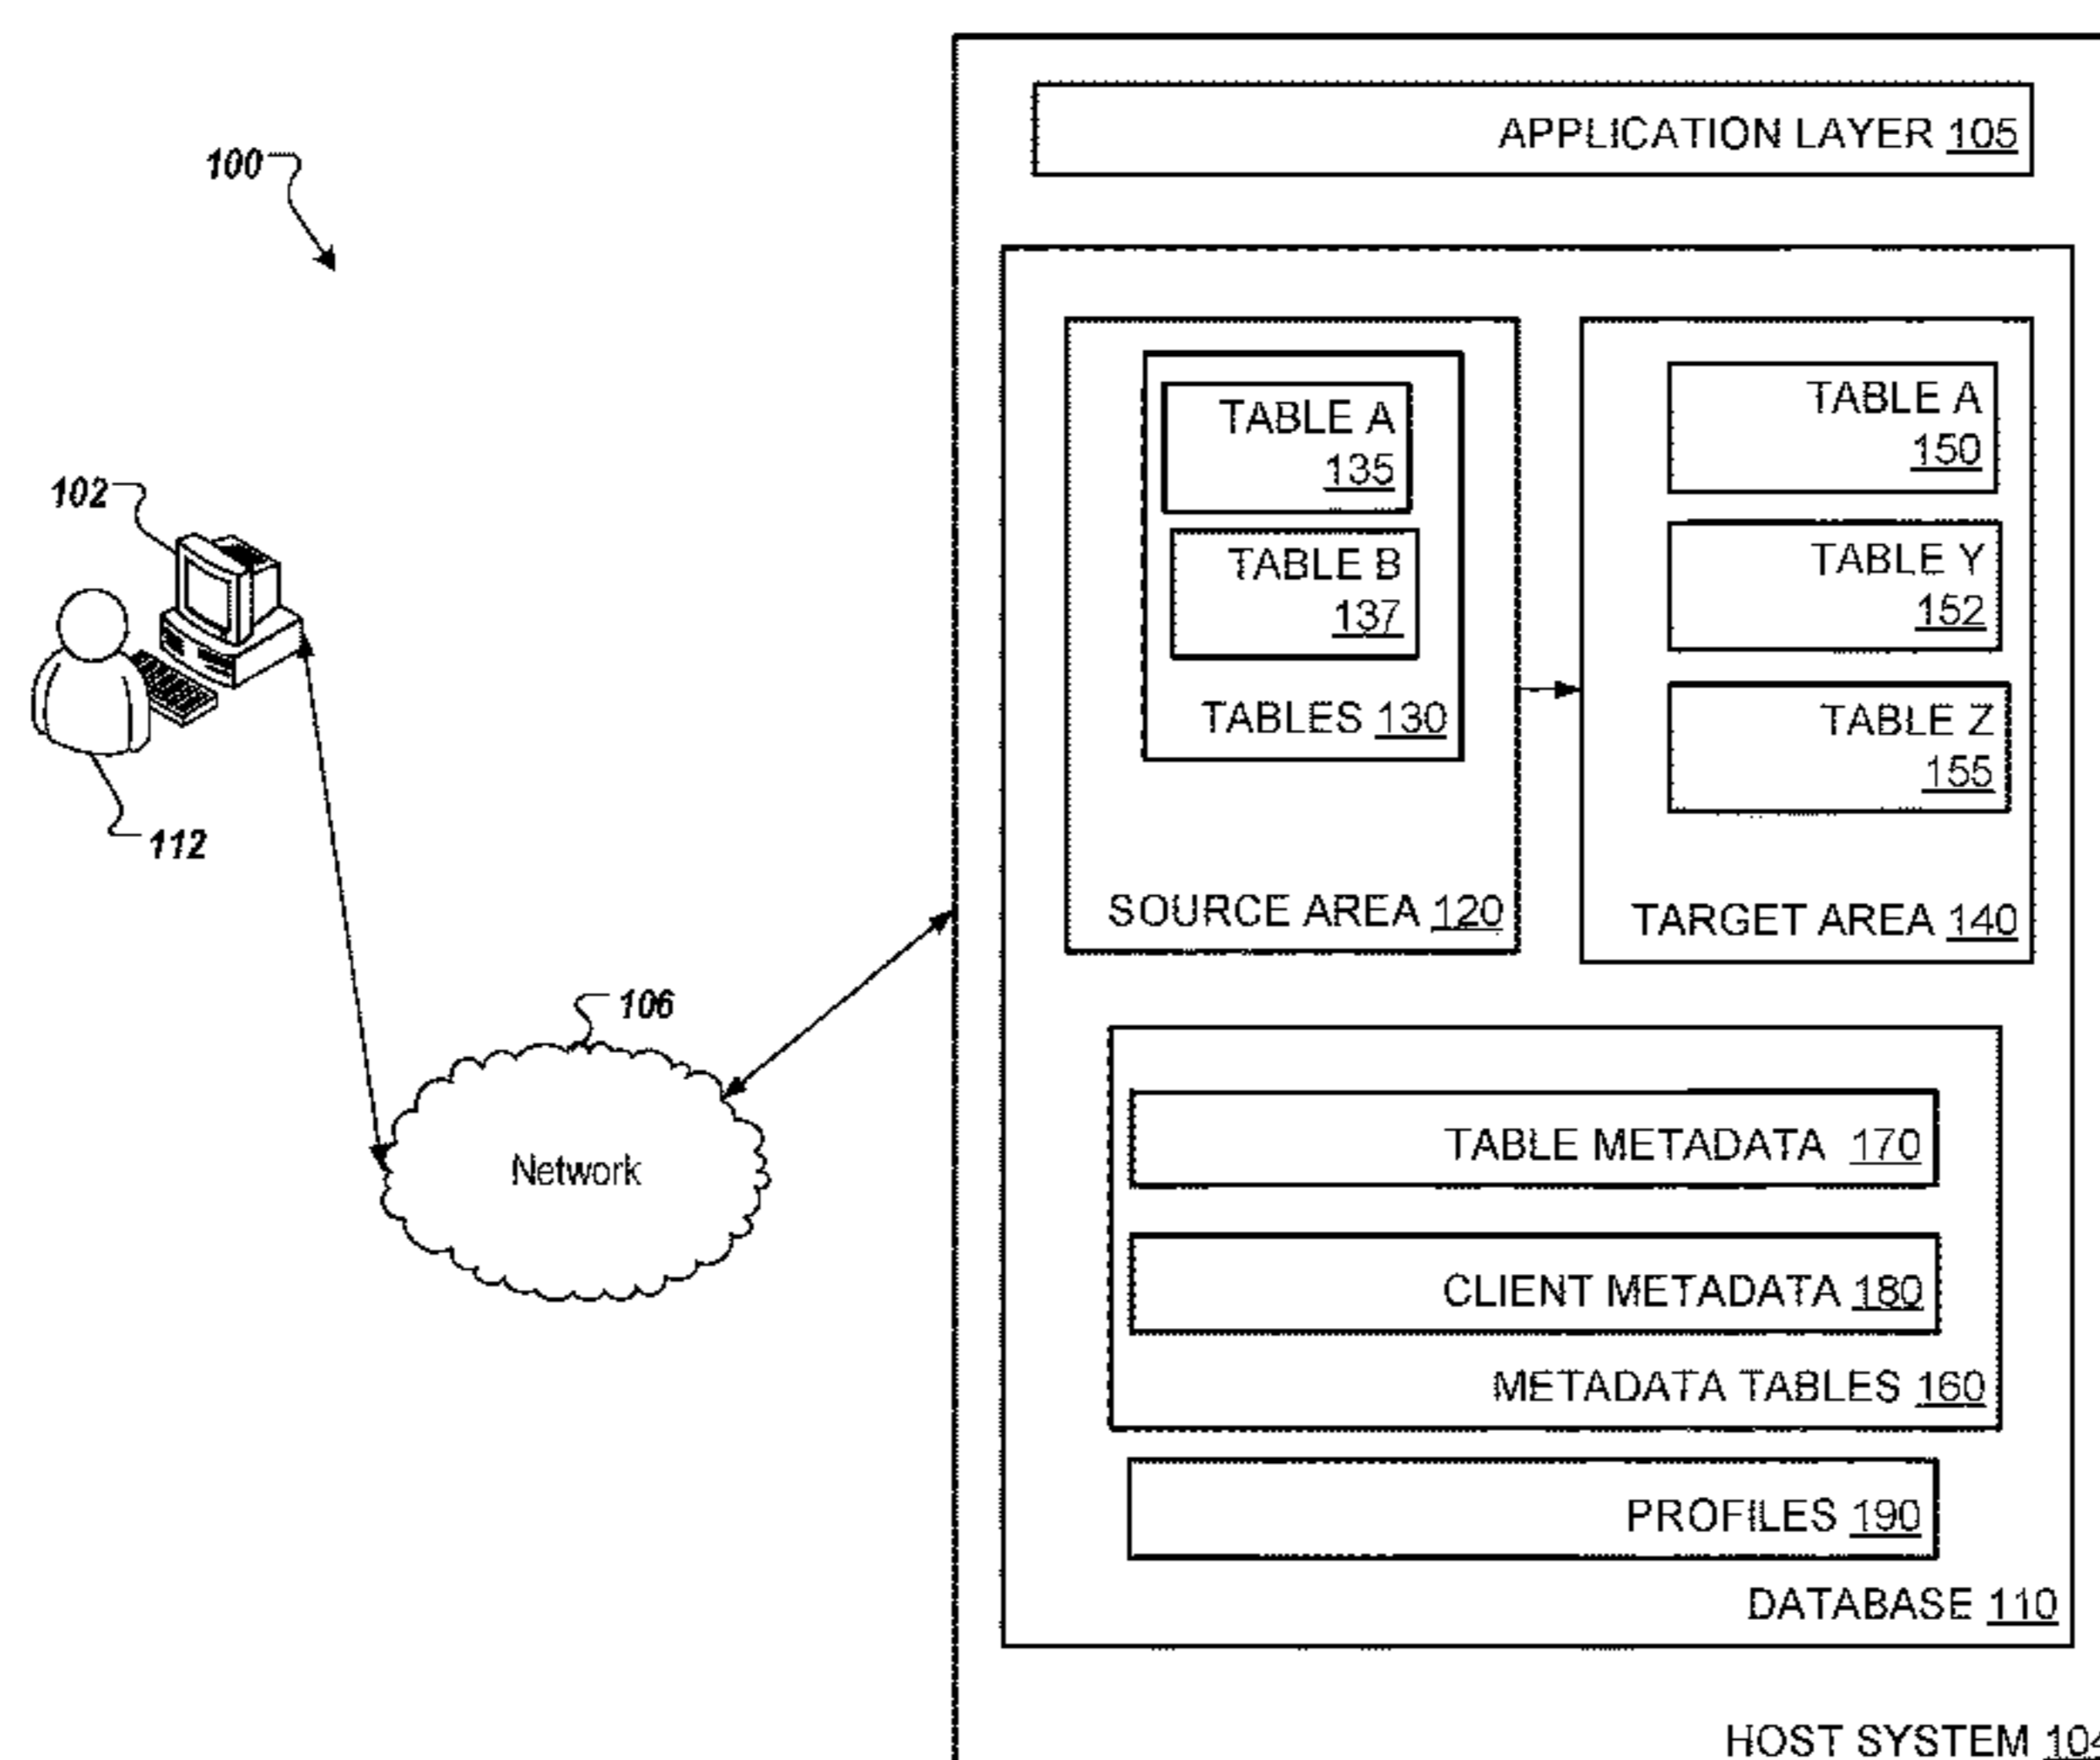 100
102
112
106
Network
APPLICATION LAYER 105
TABLE A
135
TABLE B
137
TABLES 130
SOURCE AREA 120
TABLE A
150
TABLE Y
152
TABLE Z
155
TARGET AREA 140
TABLE METADATA 170
CLIENT METADATA 180
METADATA TABLES 160
PROFILES 190
DATABASE 110
HOST SYSTEM